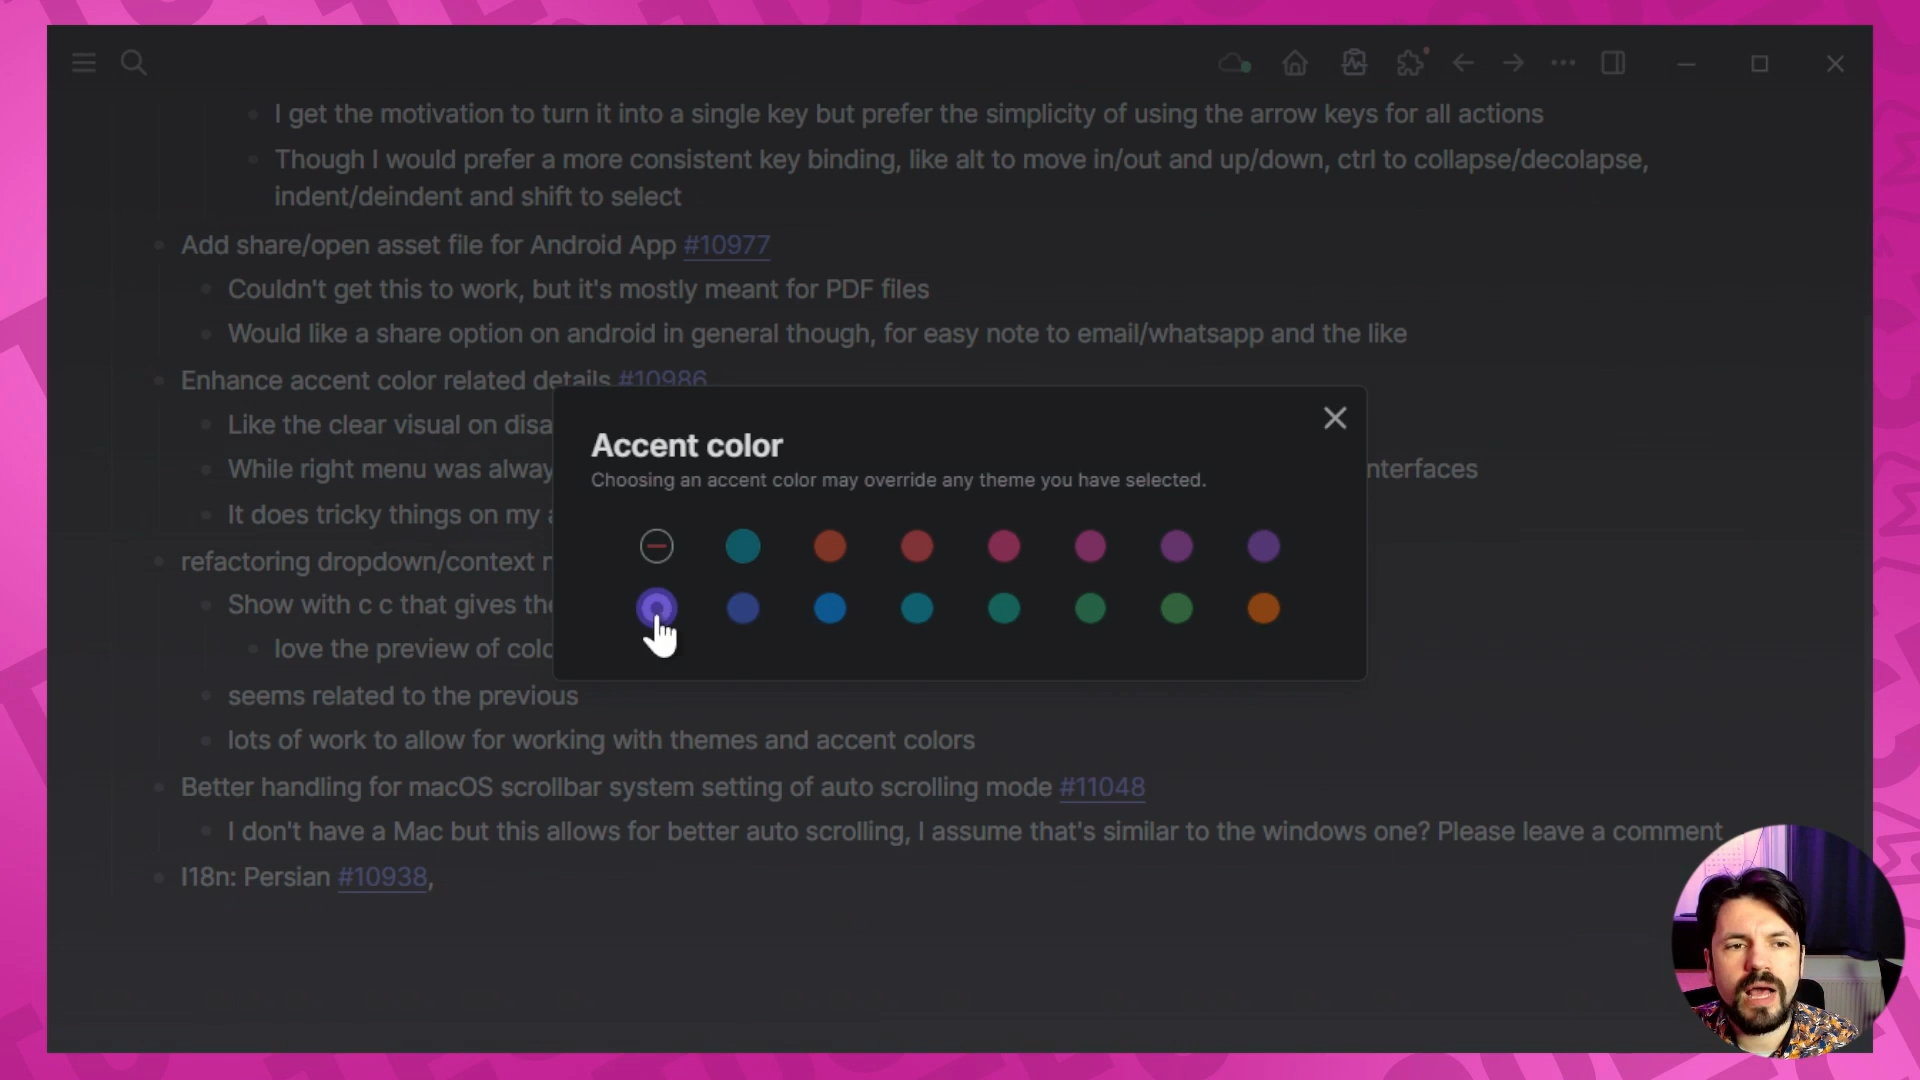 I get the motivation to turn it into a single key but prefer the simplicity of using the arrow keys for all actions
Though I would prefer a more consistent key binding, like alt to move in/out and up/down, ctrl to collapse/decolapse,
indent/deindent and shift to select
Add share/open asset file for Android App #10977
Couldn't get this to work, but it's mostly meant for PDF files
Would like a share option on android in general though, for easy note to email/whatsapp and the like
Enhance accent color related details #10986
Like the clear visual on disa
While right menu was alway
nterfaces
It does tricky things on my
refactoring dropdown/context
Show with c c that gives the
love the preview of colo
seems related to the previous
lots of work to allow for working with themes and accent colors
Better handling for macOS scrollbar system setting of auto scrolling mode #11048
I don't have a Mac but this allows for better auto scrolling, I assume that's similar to the windows one? Please leave a comment
I18n: Persian #10938,
Accent color
Choosing an accent color may override any theme you have selected.